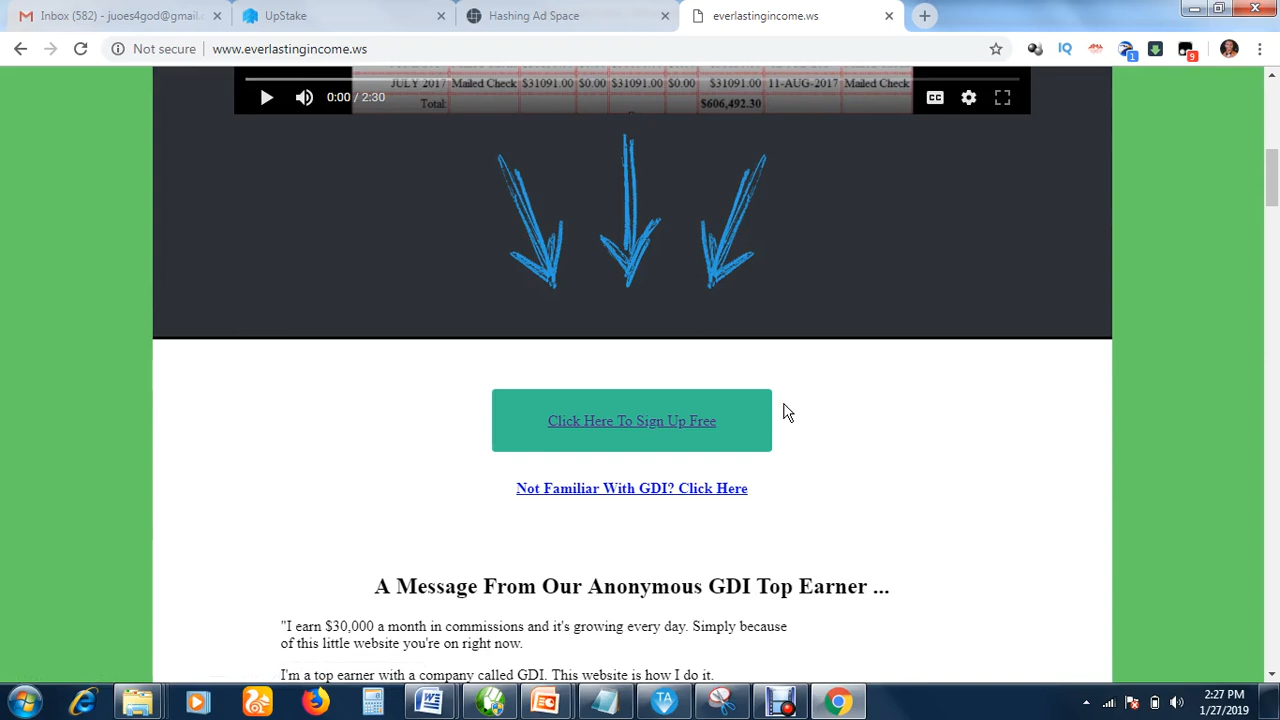 Inbox (582) - juoes4god@gmail.c
UpStake
Hashing Ad Space
everlastingincome.ws
Not secure
www.everlastingincome.ws
1
9
JULY 2017 Mailed Check $31091.00 $0.00 $31091.00 $0.00 $31091.00 11-AUG-2017 Mailed Check
Total: $606,492.30
0:00 / 2:30
CC
Click Here To Sign Up Free
Not Familiar With GDI? Click Here
A Message From Our Anonymous GDI Top Earner ...
"I earn $30,000 a month in commissions and it's growing every day. Simply because
of this little website you're on right now.
I'm a top earner with a company called GDI. This website is how I do it.
2:27 PM
1/27/2019